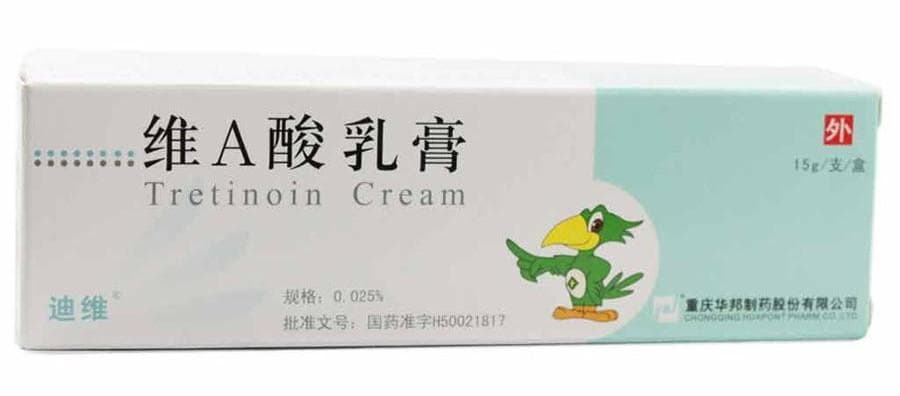 维A酸乳膏
Tretinoin Cream
外
15g/支/盒
迪维®
规格：0.025%
批准文号：国药准字H50021817
重庆华邦制药股份有限公司
CHONGQING HUAPONT PHARM CO. LTD